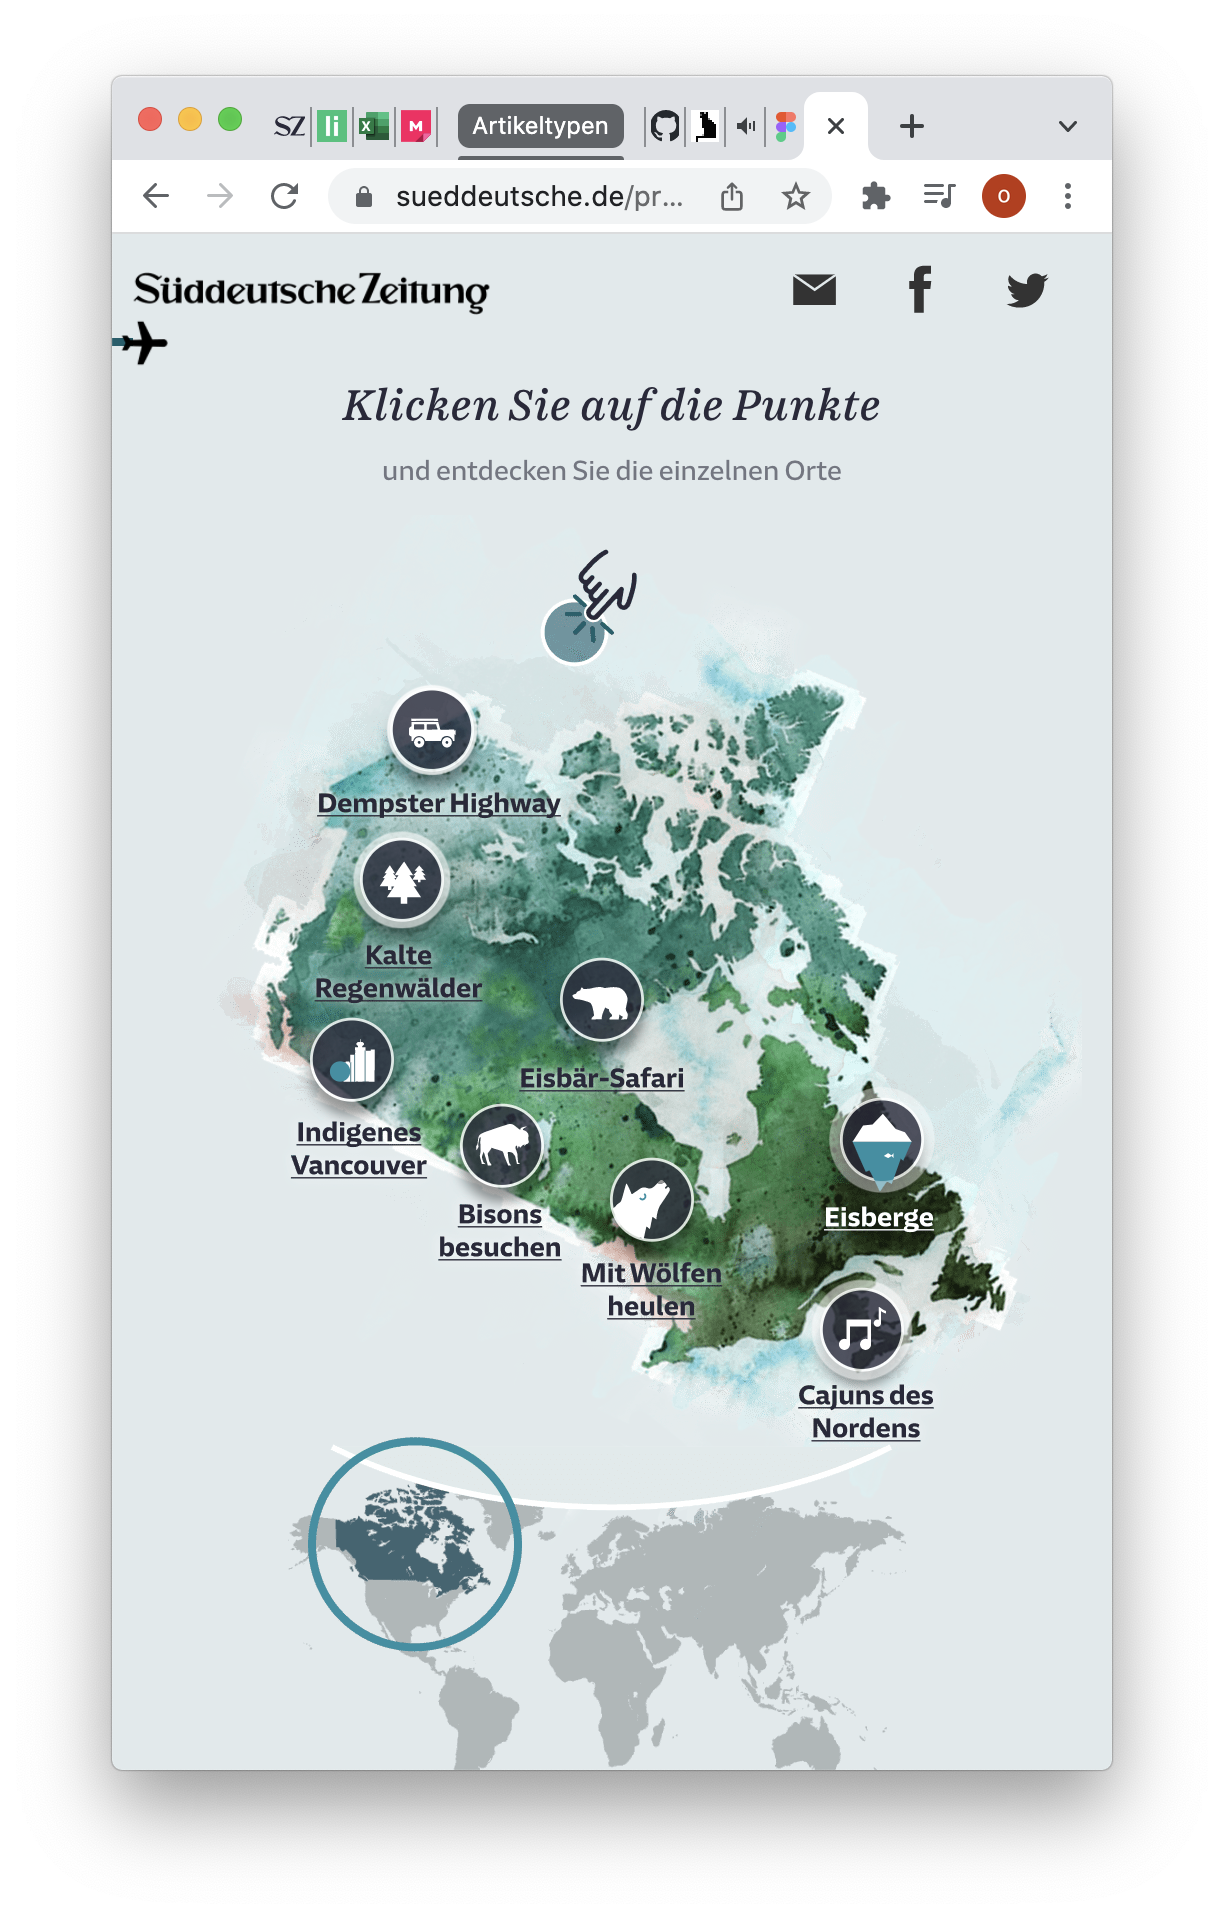 SZ
li
X
M
Artikeltypen
sueddeutsche.de/pr...
O
Süddeutsche Zeitung
Klicken Sie auf die Punkte
und entdecken Sie die einzelnen Orte
Dempster Highway
Kalte
Regenwälder
Eisbär-Safari
Indigenes
Vancouver
Bisons
besuchen
Eisberge
Mit Wölfen
heulen
Cajuns des
Nordens